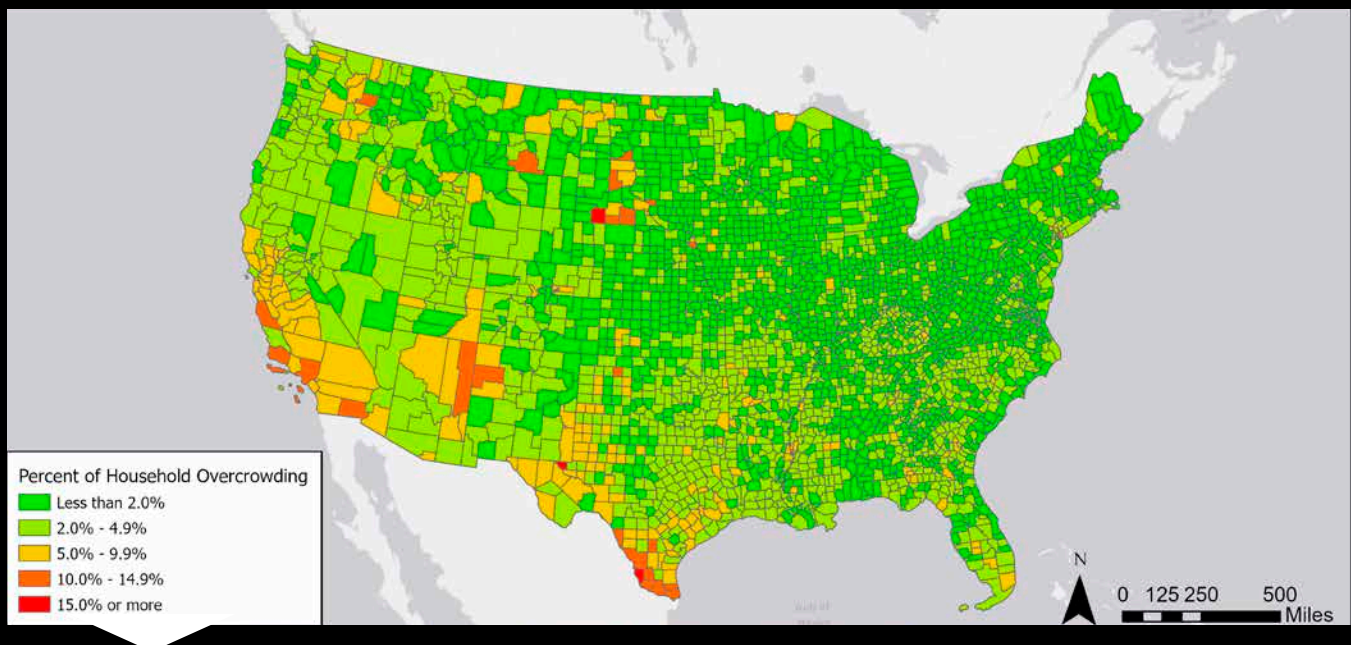 Percent of Household Overcrowding
Less than 2.0%
2.0% - 4.9%
5.0% - 9.9%
10.0% - 14.9%
15.0% or more
N
0 125 250 500
Miles